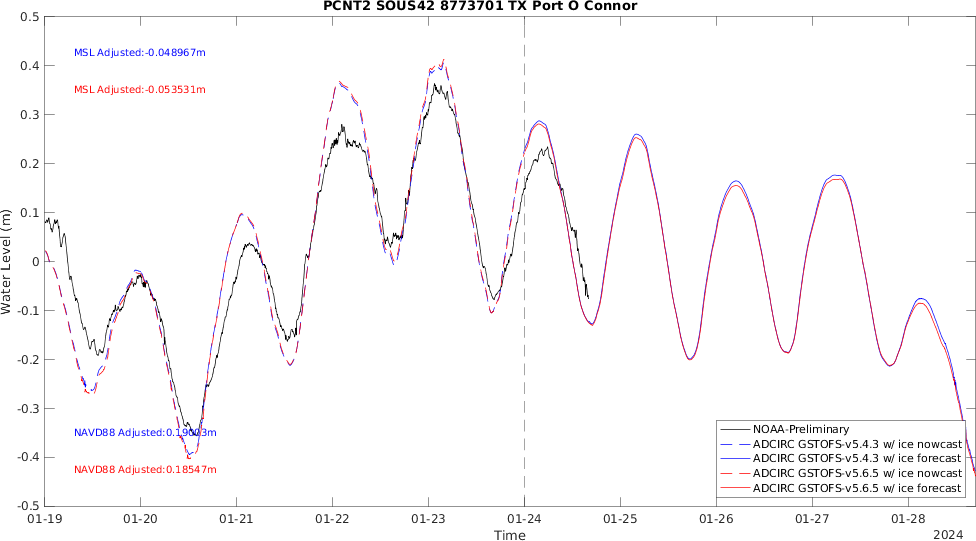 PCNT2 SOUS42 8773701 TX Port O Connor
0.5
0.4
0.3
0.2
0.1
0
-0.1
-0.2
-0.3
-0.4
-0.5
Water Level (m)
MSL Adjusted:-0.048967m
MSL Adjusted:-0.053531m
NAVD88 Adjusted:
NAVD88 Adjusted:0.18547m
NOAA-Preliminary
ADCIRC GSTOFS-v5.4.3 w/ ice nowcast
ADCIRC GSTOFS-v5.4.3 w/ ice forecast
ADCIRC GSTOFS-v5.6.5 w/ ice nowcast
ADCIRC GSTOFS-v5.6.5 w/ ice forecast
01-19 01-20 01-21 01-22 01-23 01-24 01-25 01-26 01-27 01-28
Time
2024